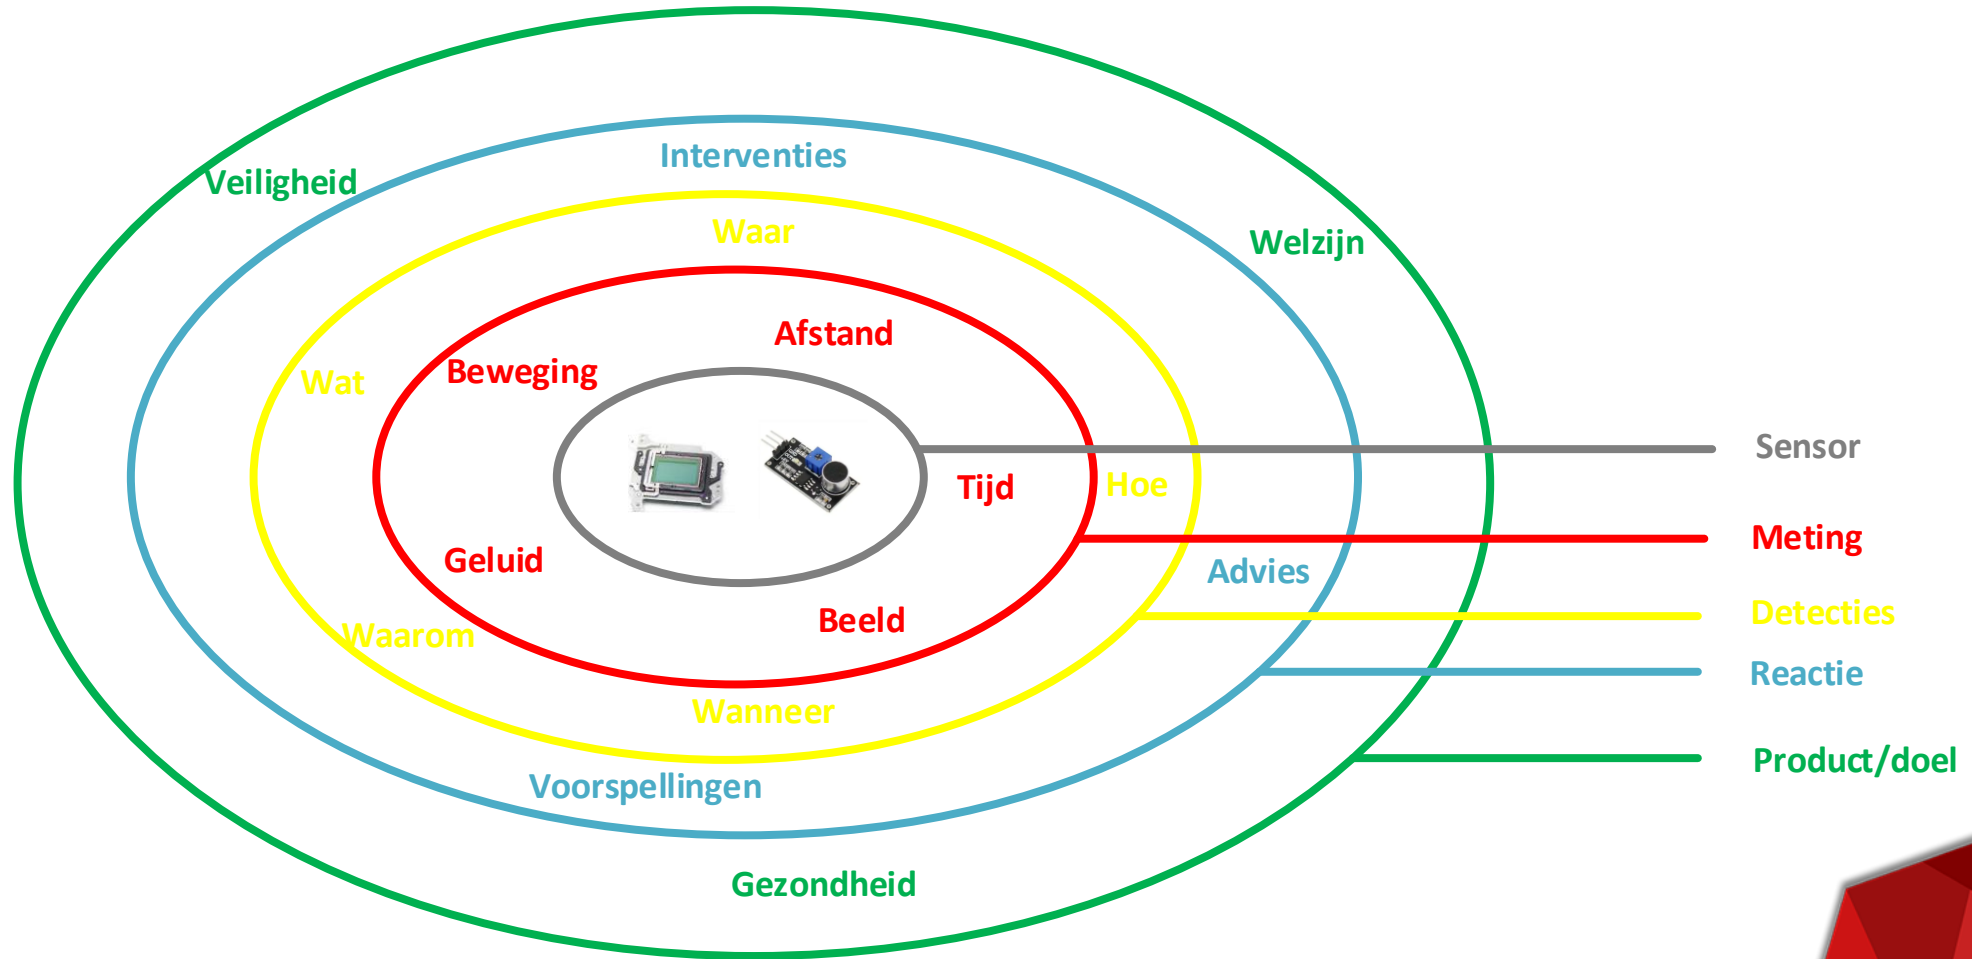 Interventies
Veiligheid
Waar
Welzijn
Afstand
Beweging
Wat
Sensor
Tijd
Hoe
Meting
Geluid
Advies
Beeld
Detecties
Waarom
Reactie
Wanneer
Product/doel
Voorspellingen
Gezondheid